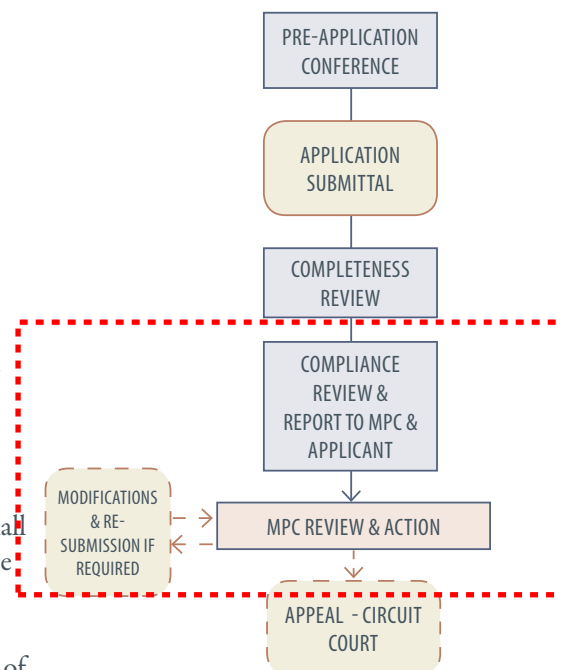 PRE-APPLICATION
CONFERENCE
APPLICATION
SUBMITTAL
COMPLETENESS
REVIEW
COMPLIANCE
REVIEW &
REPORT TO MPC &
APPLICANT
MODIFICATIONS
& RE-
SUBMISSION IF
REQUIRED
MPC REVIEW & ACTION
APPEAL - CIRCUIT
COURT
of